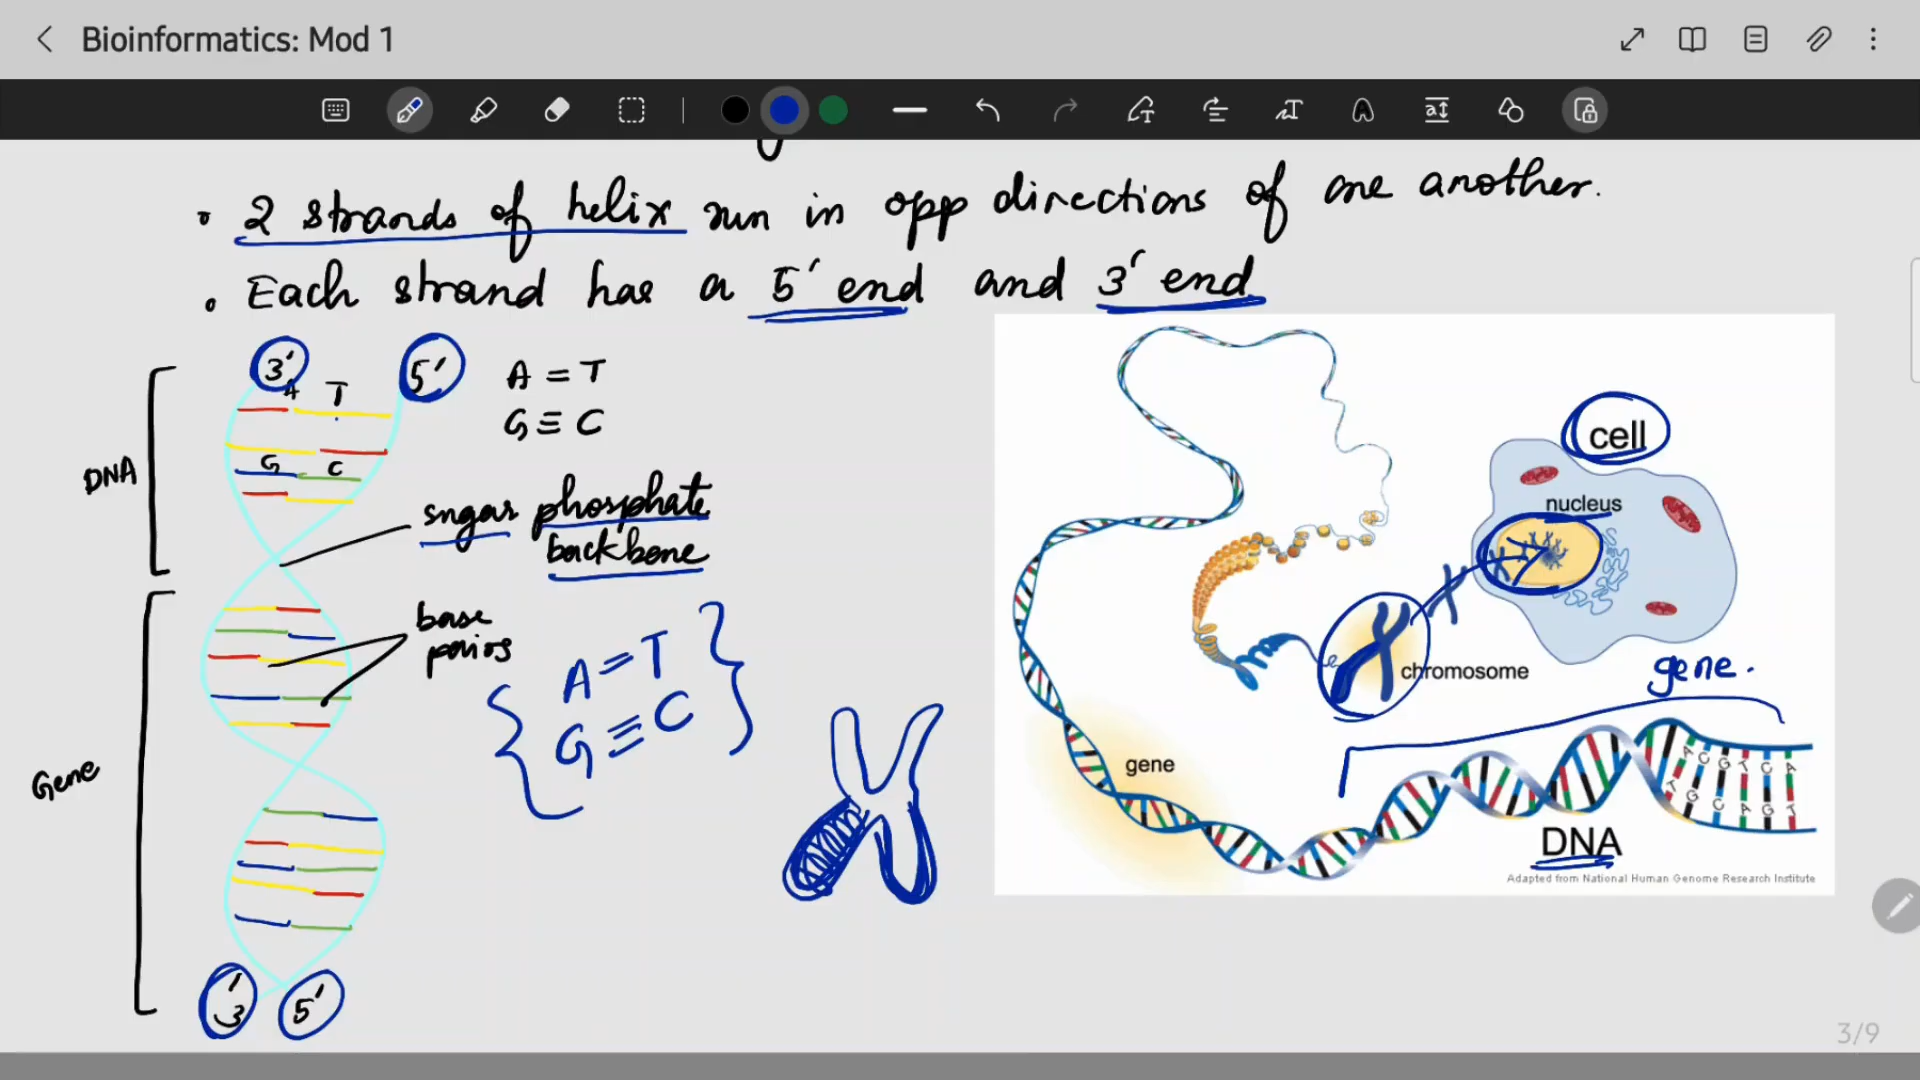 Bioinformatics: Mod 1
• 2 strands of helix run in opp directions of one another.
• Each strand has a 5' end and 3' end
3' 5'
A T
A = T
G ≡ C
G C
DNA
sugar phosphate
backbone
base
pairs
A = T
G ≡ C
Gene
3' 5'
cell
nucleus
chromosome
gene.
gene
A C G T C A
T G C A G T
DNA
Adapted from National Human Genome Research Institute
3/9